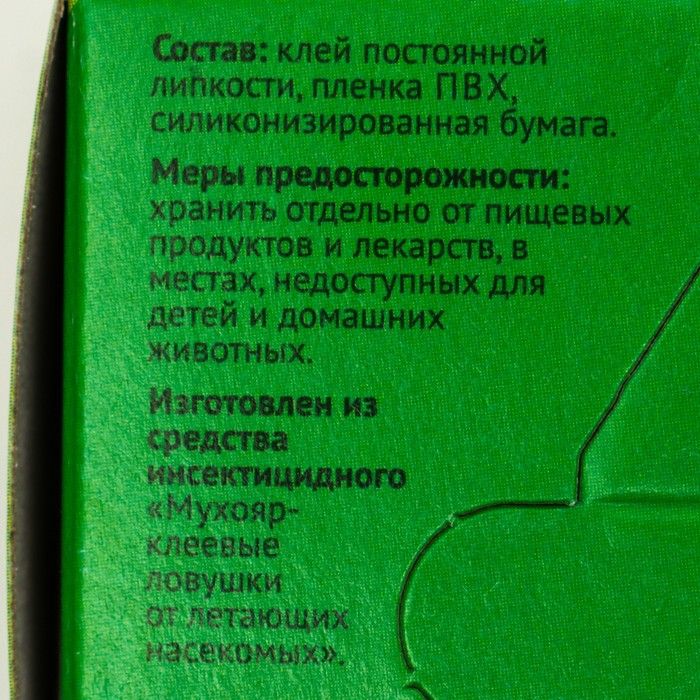 Состав: клей постоянной
липкости, пленка ПВХ,
силиконизированная бумага.
Меры предосторожности:
хранить отдельно от пищевых
продуктов и лекарств, в
местах, недоступных для
детей и домашних
животных.
Изготовлен из
средства
инсектицидного
«Мухояр-
клеевые
ловушки
от летающих
насекомых».